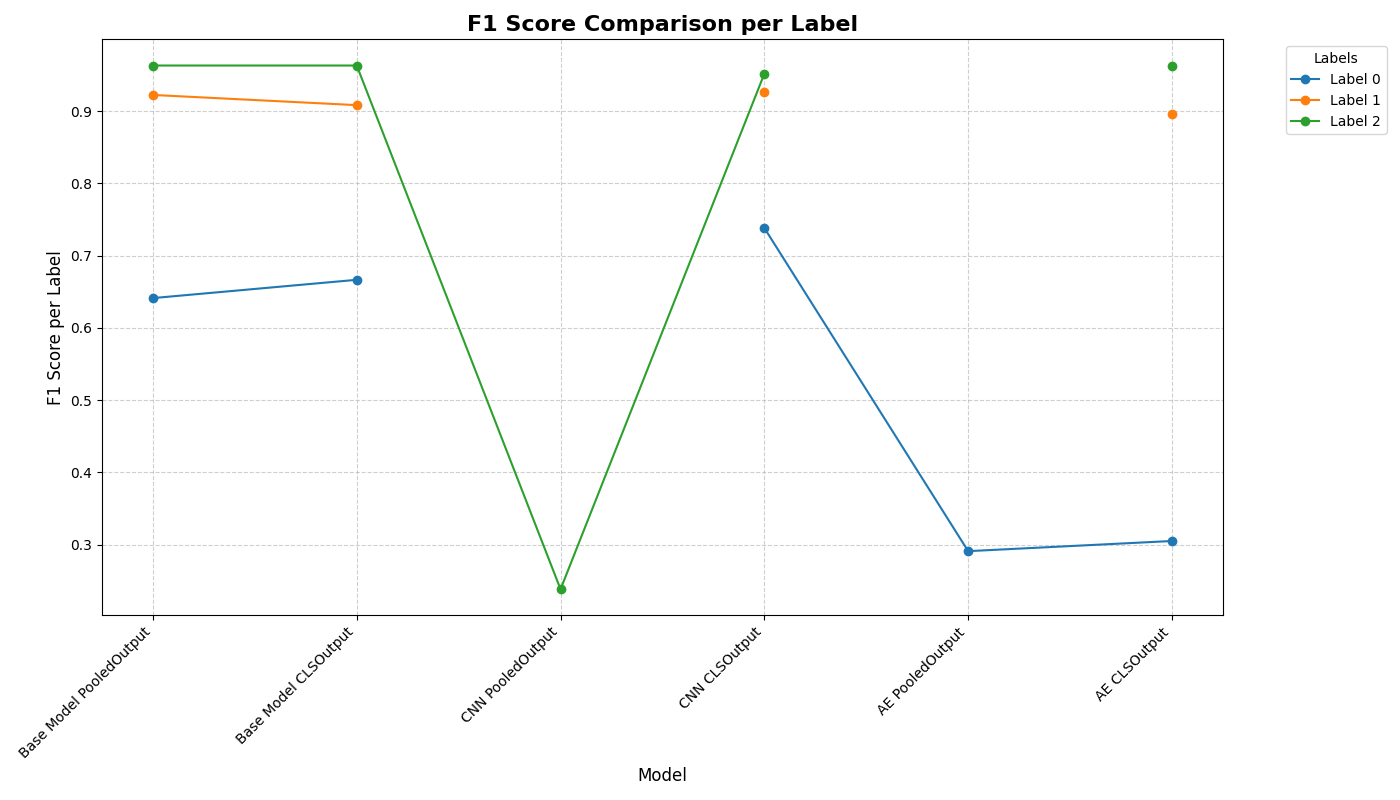 F1 Score Comparison per Label
F1 Score per Label
0.9
0.8
0.7
0.6
0.5
0.4
0.3
Base Model PooledOutput
Base Model CLSOutput
CNN PooledOutput
CNN CLSOutput
AE PooledOutput
AE CLSOutput
Model
Labels
Label 0
Label 1
Label 2